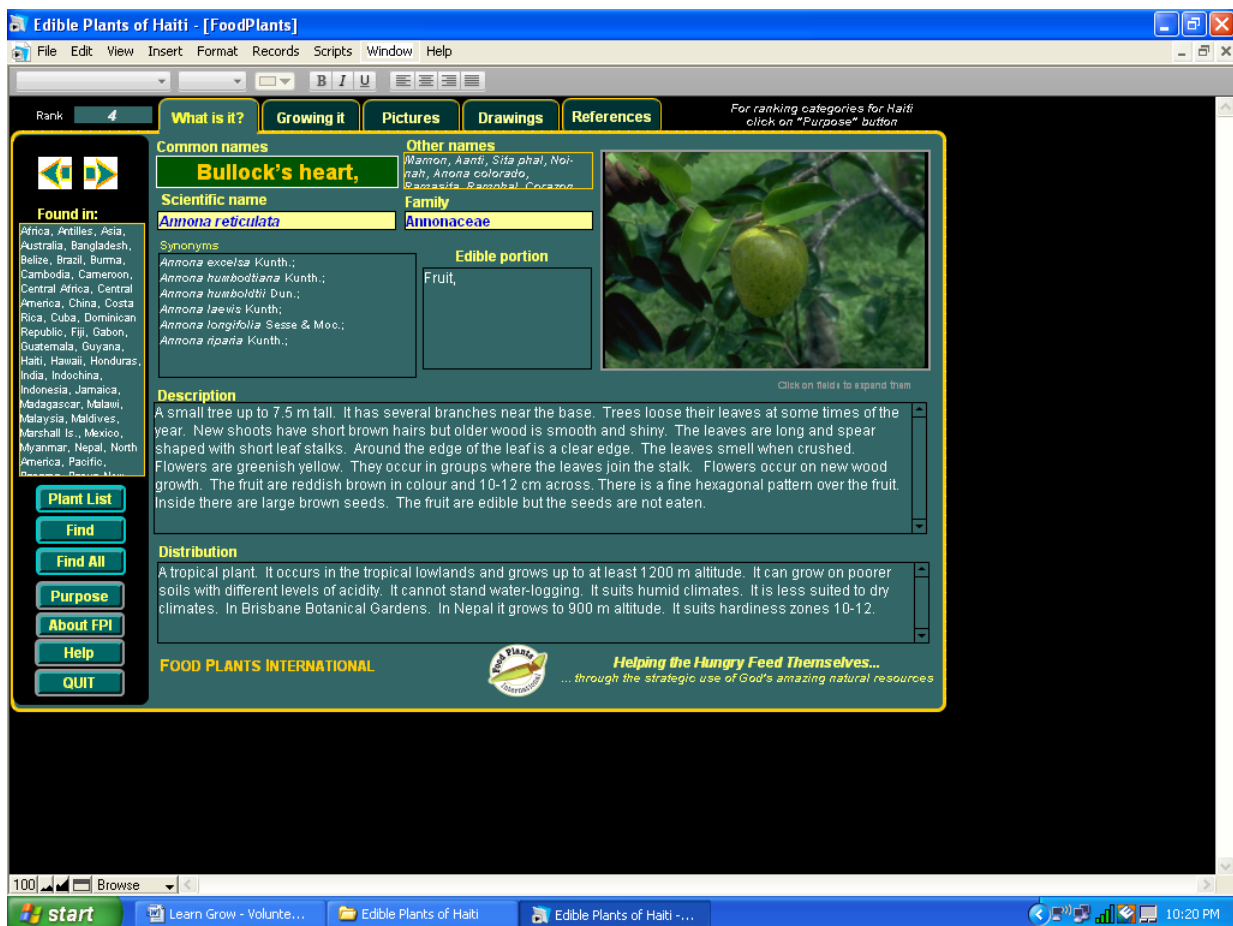 Edible Plants of Haiti - [FoodPlants]
File Edit View Insert Format Records Scripts Window Help
B I U
Rank 4
What is it? Growing it Pictures Drawings References
For ranking categories for Haiti
click on "Purpose" button
Common names
Bullock's heart,
Other names
Mamon, Aanti, Sita phal, Noi-
nah, Anona colorado,
Ramasita, Ramphal, Corazon
Scientific name
Annona reticulata
Family
Annonaceae
Synonyms
Annona excelsa Kunth.;
Annona humbodtiana Kunth.;
Annona humboldtii Dun.;
Annona laevis Kunth;
Annona longifolia Sesse & Moc.;
Annona riparia Kunth.;
Edible portion
Fruit,
Click on fields to expand them
Found in:
Africa, Antilles, Asia,
Australia, Bangladesh,
Belize, Brazil, Burma,
Cambodia, Cameroon,
Central Africa, Central
America, China, Costa
Rica, Cuba, Dominican
Republic, Fiji, Gabon,
Guatemala, Guyana,
Haiti, Hawaii, Honduras,
India, Indochina,
Indonesia, Jamaica,
Madagascar, Malawi,
Malaysia, Maldives,
Marshall Is., Mexico,
Myanmar, Nepal, North
America, Pacific,
Plant List
Find
Find All
Purpose
About FPI
Help
QUIT
Description
A small tree up to 7.5 m tall. It has several branches near the base. Trees loose their leaves at some times of the
year. New shoots have short brown hairs but older wood is smooth and shiny. The leaves are long and spear
shaped with short leaf stalks. Around the edge of the leaf is a clear edge. The leaves smell when crushed.
Flowers are greenish yellow. They occur in groups where the leaves join the stalk. Flowers occur on new wood
growth. The fruit are reddish brown in colour and 10-12 cm across. There is a fine hexagonal pattern over the fruit.
Inside there are large brown seeds. The fruit are edible but the seeds are not eaten.
Distribution
A tropical plant. It occurs in the tropical lowlands and grows up to at least 1200 m altitude. It can grow on poorer
soils with different levels of acidity. It cannot stand water-logging. It suits humid climates. It is less suited to dry
climates. In Brisbane Botanical Gardens. In Nepal it grows to 900 m altitude. It suits hardiness zones 10-12.
FOOD PLANTS INTERNATIONAL
Food Plants
International
Helping the Hungry Feed Themselves...
... through the strategic use of God's amazing natural resources
100 Browse
start Learn Grow - Volunte... Edible Plants of Haiti Edible Plants of Haiti -... 10:20 PM